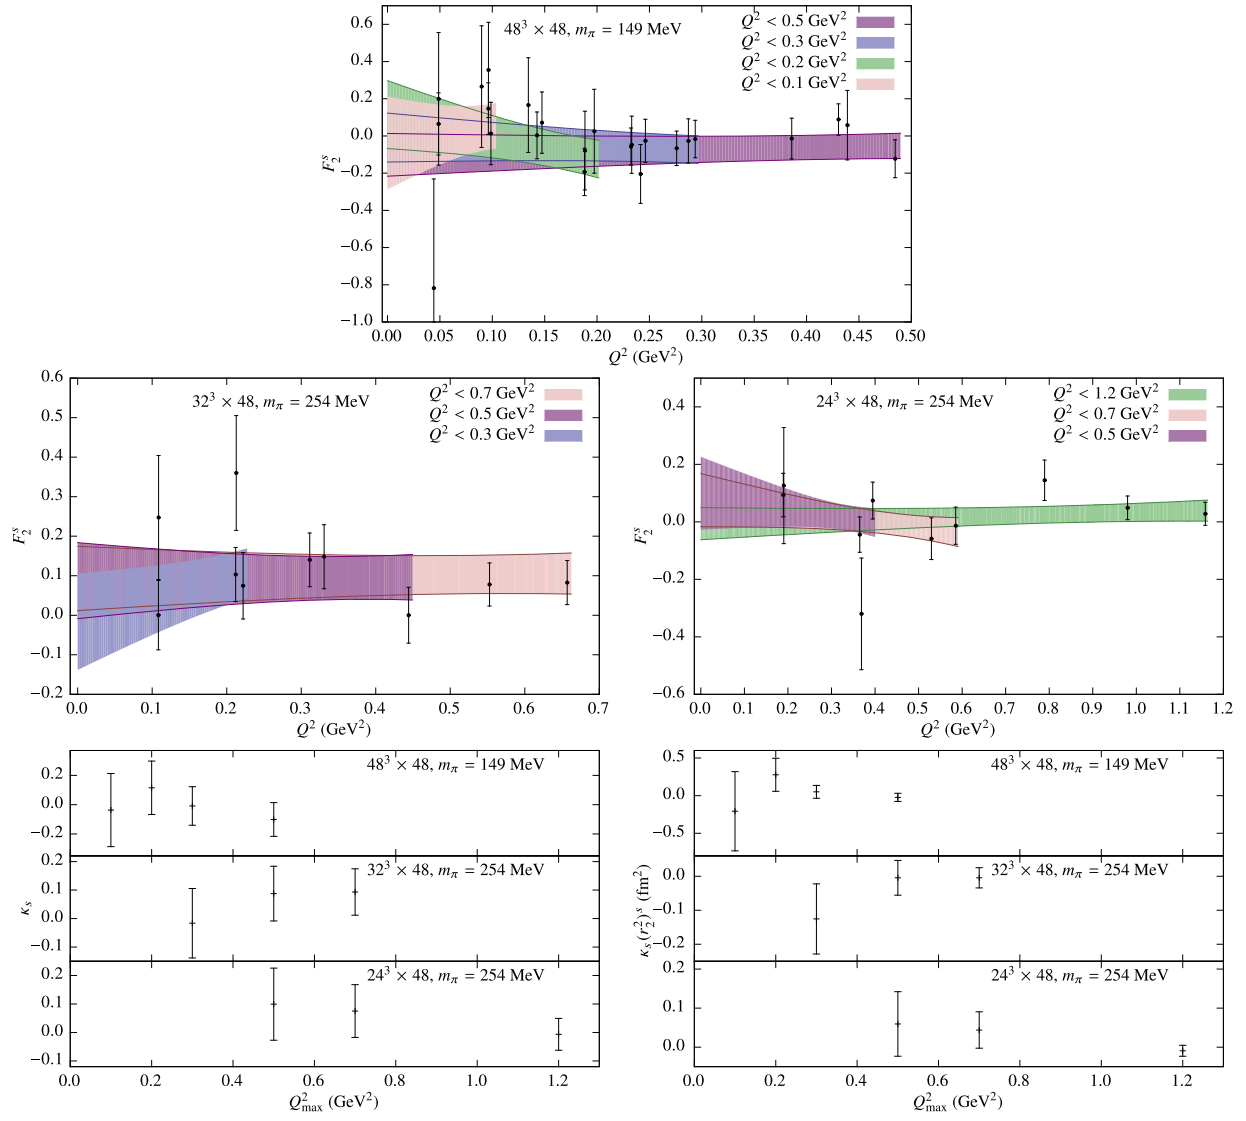 48³ × 48, mπ = 149 MeV
Q² < 0.5 GeV²
Q² < 0.3 GeV²
Q² < 0.2 GeV²
Q² < 0.1 GeV²
0.6
0.4
0.2
0.0
−0.2
−0.4
−0.6
−0.8
−1.0
F₂ˢ
0.00 0.05 0.10 0.15 0.20 0.25 0.30 0.35 0.40 0.45 0.50
Q² (GeV²)
32³ × 48, mπ = 254 MeV
Q² < 0.7 GeV²
Q² < 0.5 GeV²
Q² < 0.3 GeV²
0.6
0.5
0.4
0.3
0.2
0.1
0.0
−0.1
−0.2
F₂ˢ
0.0 0.1 0.2 0.3 0.4 0.5 0.6 0.7
Q² (GeV²)
24³ × 48, mπ = 254 MeV
Q² < 1.2 GeV²
Q² < 0.7 GeV²
Q² < 0.5 GeV²
0.4
0.2
0.0
−0.2
−0.4
−0.6
F₂ˢ
0.0 0.1 0.2 0.3 0.4 0.5 0.6 0.7 0.8 0.9 1.0 1.1 1.2
Q² (GeV²)
48³ × 48, mπ = 149 MeV
0.2
0.0
−0.2
32³ × 48, mπ = 254 MeV
0.2
0.1
0.0
−0.1
κₛ
24³ × 48, mπ = 254 MeV
0.2
0.1
0.0
−0.1
0.0 0.2 0.4 0.6 0.8 1.0 1.2
Q²max (GeV²)
48³ × 48, mπ = 149 MeV
0.5
0.0
−0.5
32³ × 48, mπ = 254 MeV
0.0
−0.1
−0.2
κₛ(r₂²)ˢ (fm²)
24³ × 48, mπ = 254 MeV
0.2
0.1
0.0
0.0 0.2 0.4 0.6 0.8 1.0 1.2
Q²max (GeV²)